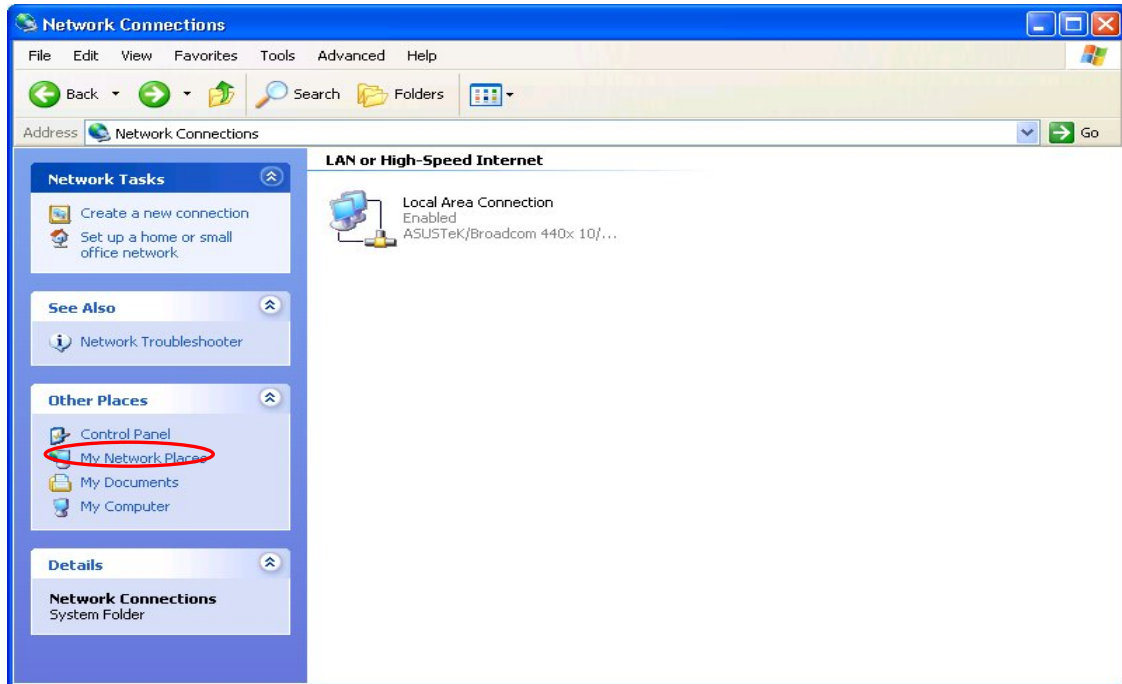 Network Connections
File Edit View Favorites Tools Advanced Help
Back Search Folders
Address Network Connections Go
Network Tasks
Create a new connection
Set up a home or small
office network
See Also
Network Troubleshooter
Other Places
Control Panel
My Network Places
My Documents
My Computer
Details
Network Connections
System Folder
LAN or High-Speed Internet
Local Area Connection
Enabled
ASUSTeK/Broadcom 440x 10/...